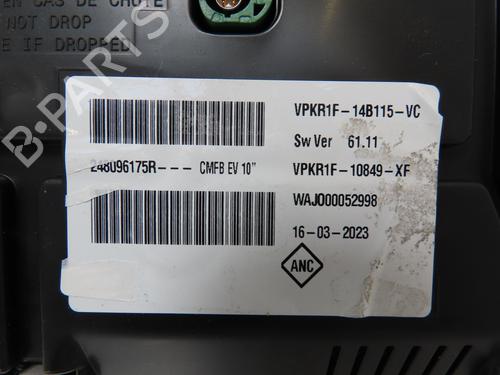 EN CAS DE CHUTE
NOT DROP
E IF DROPPED
VPKR1F-14B115-VC
Sw Ver 61.11
248096175R--- CMFB EV 10"
VPKR1F-10849-XF
WAJ000052998
16-03-2023
ANC
B-PARTS